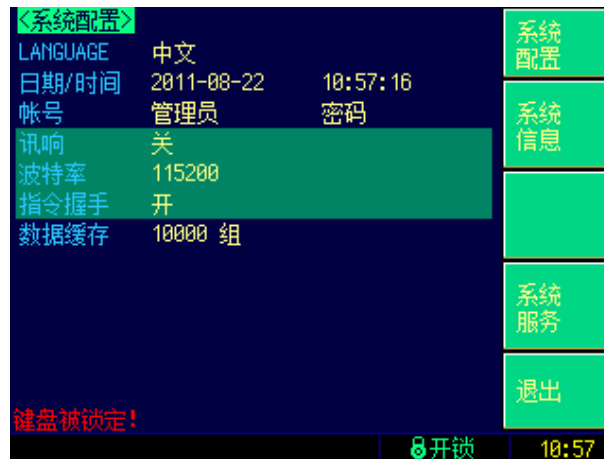 <系统配置>
LANGUAGE 中文
日期/时间 2011-08-22 10:57:16
帐号 管理员 密码
讯响 关
波特率 115200
指令握手 开
数据缓存 10000 组
键盘被锁定!
系统
配置
系统
信息
系统
服务
退出
开锁 10:57